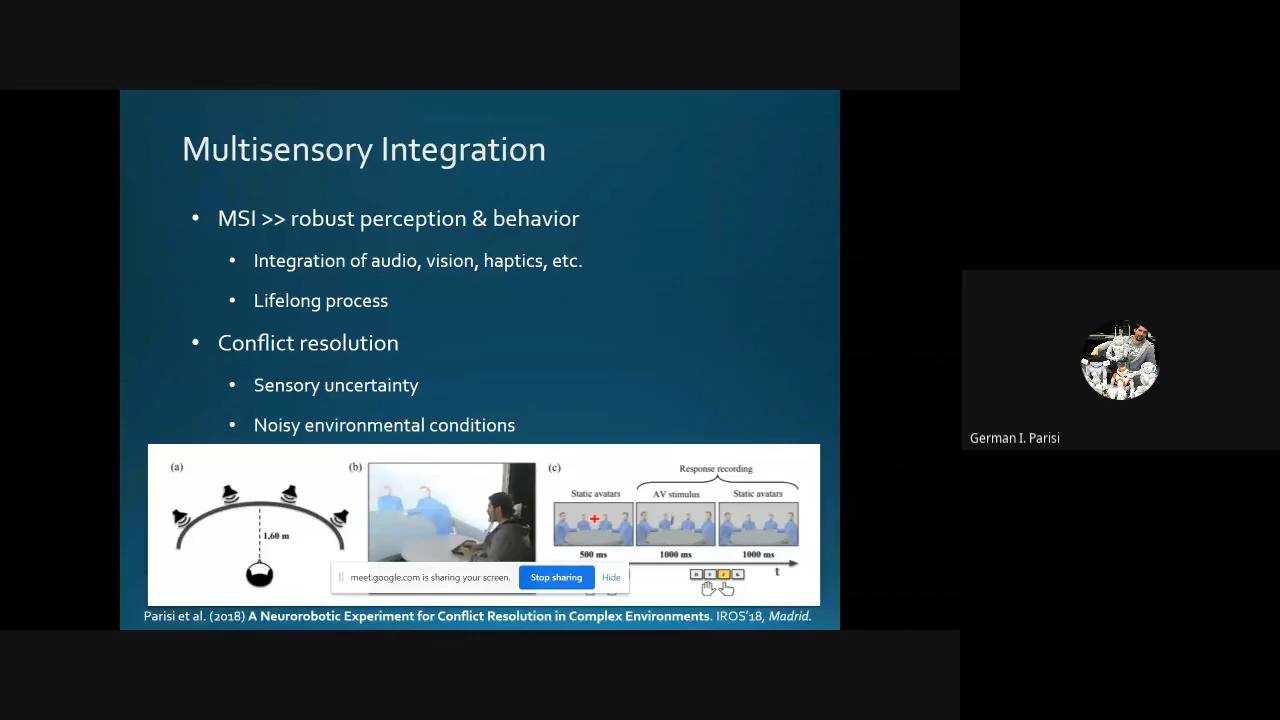 Multisensory Integration
• MSI >> robust perception & behavior
• Integration of audio, vision, haptics, etc.
• Lifelong process
• Conflict resolution
• Sensory uncertainty
• Noisy environmental conditions
(a)
1,60 m
(b)
(c)
Response recording
Static avatars AV stimulus Static avatars
500 ms 1000 ms 1000 ms
t
meet.google.com is sharing your screen. Stop sharing Hide
Parisi et al. (2018) A Neurorobotic Experiment for Conflict Resolution in Complex Environments. IROS'18, Madrid.
German I. Parisi